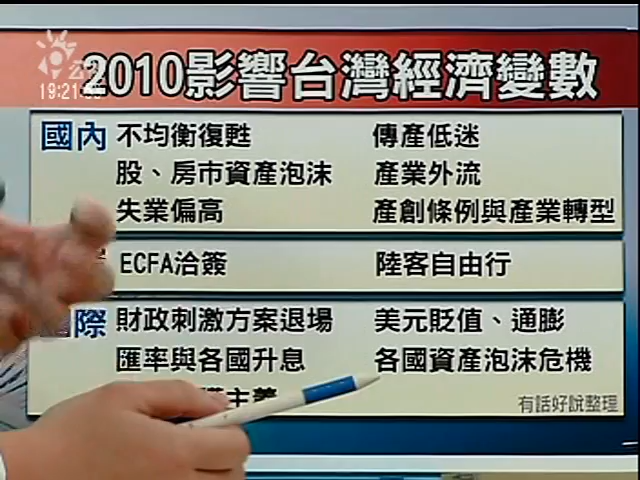 2010影響台灣經濟變數
公
19:21
國內
不均衡復甦
傳產低迷
股、房市資產泡沫
產業外流
失業偏高
產創條例與產業轉型
ECFA洽簽
陸客自由行
際
財政刺激方案退場
美元貶值、通膨
匯率與各國升息
各國資產泡沫危機
主義
有話好說整理